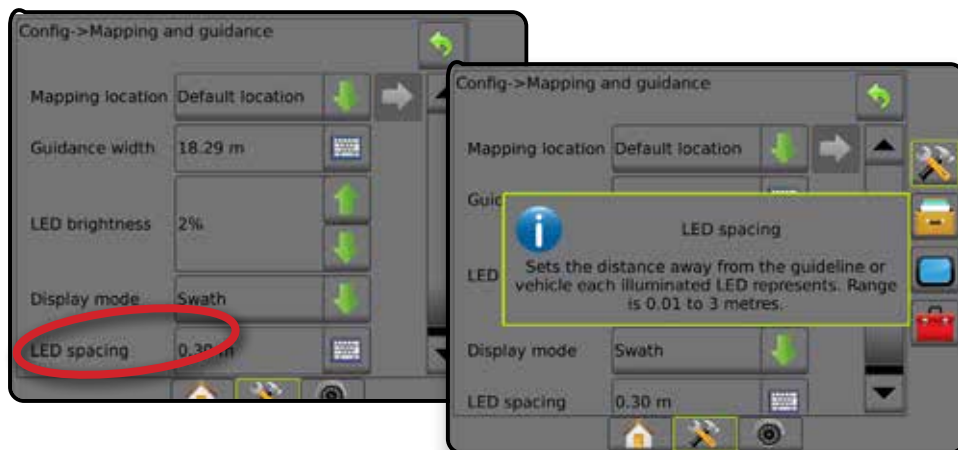 Config->Mapping and guidance
Mapping location Default location
Guidance width 18.29 m
LED brightness 2%
Display mode Swath
LED spacing 0.30 m
Config->Mapping and guidance
Mapping location Default location
LED spacing
Sets the distance away from the guideline or
vehicle each illuminated LED represents. Range
is 0.01 to 3 metres.
LED
Display mode Swath
LED spacing 0.30 m